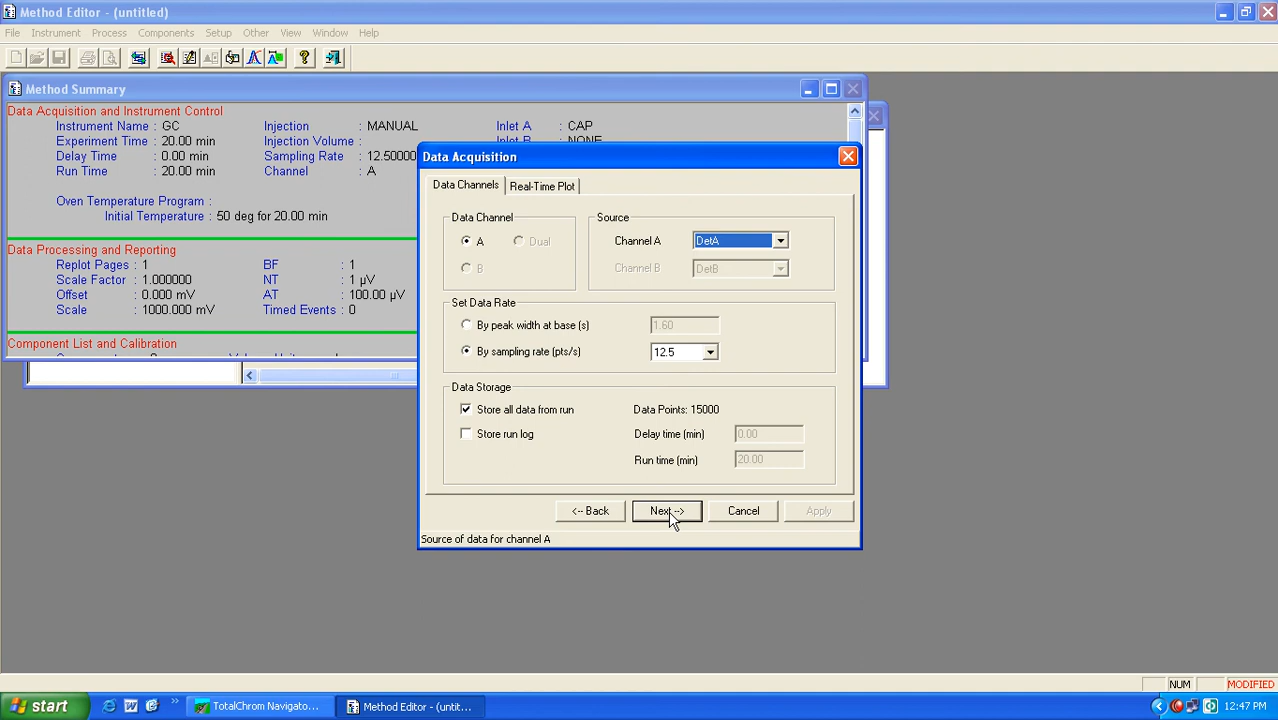 Method Editor - (untitled)
File Instrument Process Components Setup Other View Window Help
Method Summary
Data Acquisition and Instrument Control
Instrument Name : GC Injection : MANUAL Inlet A : CAP
Experiment Time : 20.00 min Injection Volume : Inlet B : NONE
Delay Time : 0.00 min Sampling Rate : 12.50000
Run Time : 20.00 min Channel : A
Oven Temperature Program :
Initial Temperature : 50 deg for 20.00 min
Data Processing and Reporting
Replot Pages : 1 BF : 1
Scale Factor : 1.000000 NT : 1 µV
Offset : 0.000 mV AT : 100.00 µV
Scale : 1000.000 mV Timed Events : 0
Component List and Calibration
Data Acquisition
Data Channels Real-Time Plot
Data Channel Source
A Dual Channel A DetA
B Channel B DetB
Set Data Rate
By peak width at base (s) 1.60
By sampling rate (pts/s) 12.5
Data Storage
Store all data from run Data Points: 15000
Store run log Delay time (min) 0.00
Run time (min) 20.00
<-- Back Next --> Cancel Apply
Source of data for channel A
NUM MODIFIED
start TotalChrom Navigato... Method Editor - (untit... 12:47 PM